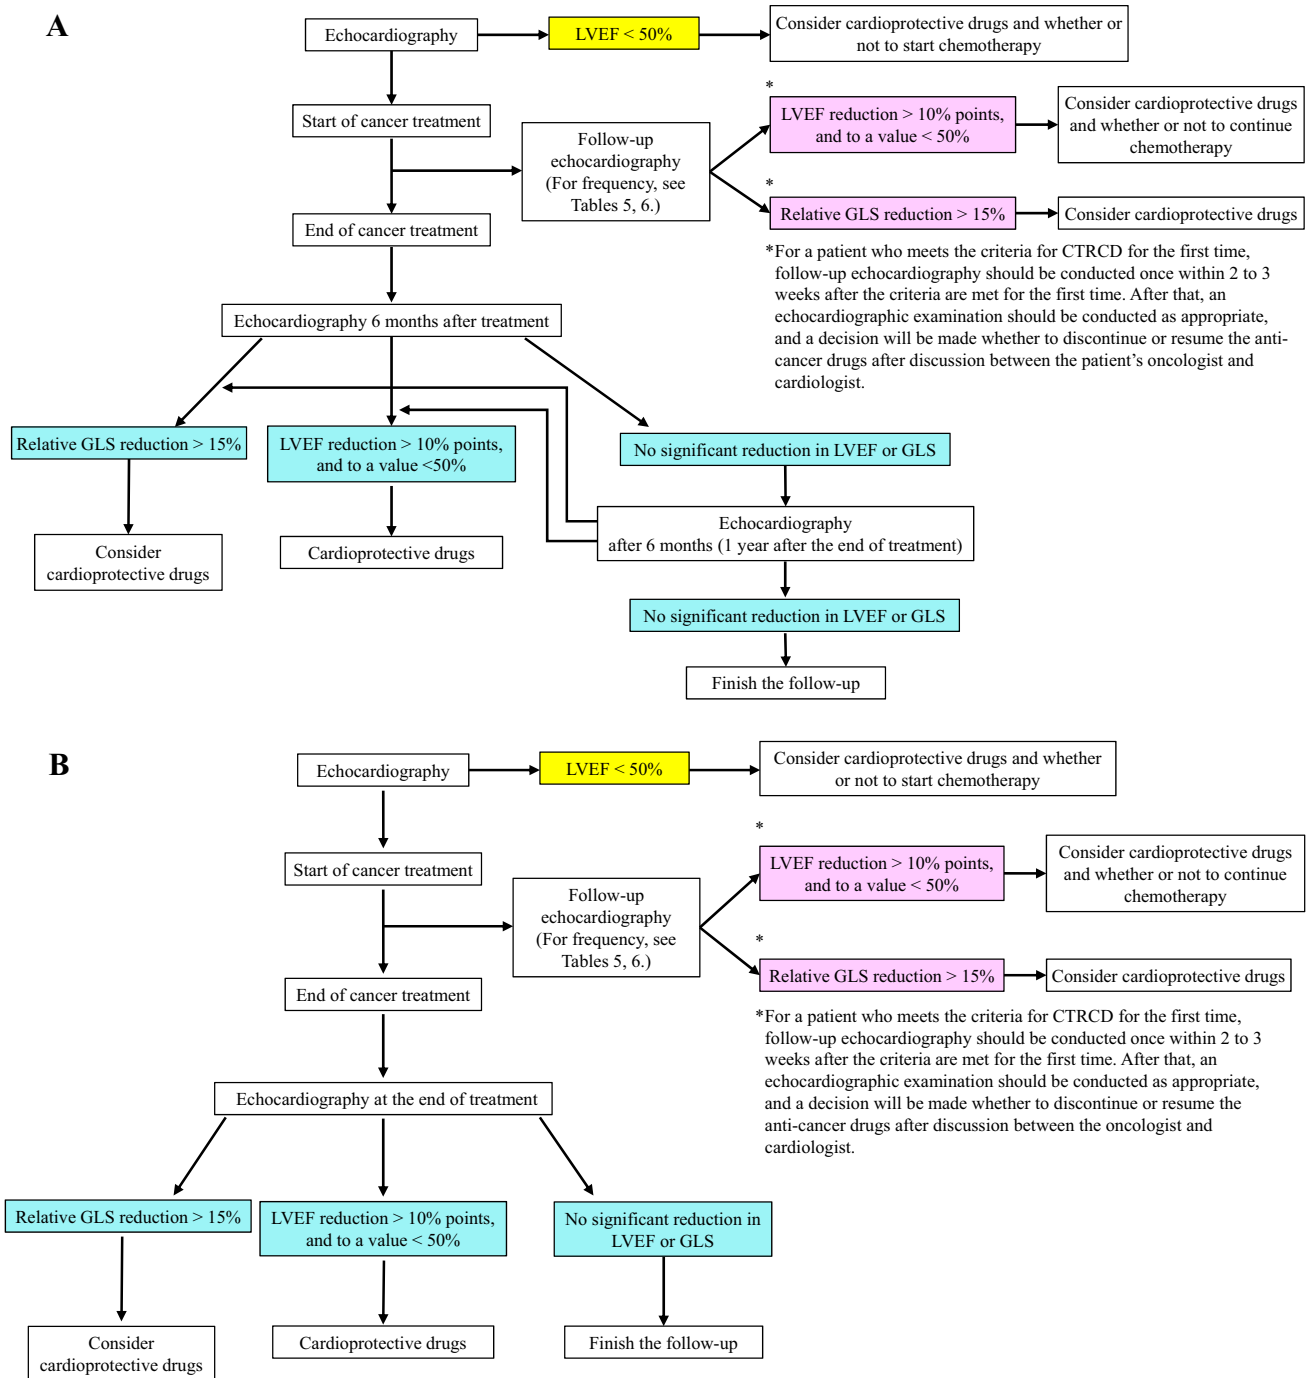 A
Echocardiography
LVEF < 50%
Consider cardioprotective drugs and whether or
not to start chemotherapy
Start of cancer treatment
Follow-up
echocardiography
(For frequency, see
Tables 5, 6.)
*
LVEF reduction > 10% points,
and to a value < 50%
Consider cardioprotective drugs
and whether or not to continue
chemotherapy
*
Relative GLS reduction > 15%
Consider cardioprotective drugs
End of cancer treatment
*For a patient who meets the criteria for CTRCD for the first time,
follow-up echocardiography should be conducted once within 2 to 3
weeks after the criteria are met for the first time. After that, an
echocardiographic examination should be conducted as appropriate,
and a decision will be made whether to discontinue or resume the anti-
cancer drugs after discussion between the patient’s oncologist and
cardiologist.
Echocardiography 6 months after treatment
Relative GLS reduction > 15%
LVEF reduction > 10% points,
and to a value <50%
No significant reduction in LVEF or GLS
Consider
cardioprotective drugs
Cardioprotective drugs
Echocardiography
after 6 months (1 year after the end of treatment)
No significant reduction in LVEF or GLS
Finish the follow-up
B
Echocardiography
LVEF < 50%
Consider cardioprotective drugs and whether
or not to start chemotherapy
Start of cancer treatment
Follow-up
echocardiography
(For frequency, see
Tables 5, 6.)
*
LVEF reduction > 10% points,
and to a value < 50%
Consider cardioprotective drugs
and whether or not to continue
chemotherapy
*
Relative GLS reduction > 15%
Consider cardioprotective drugs
End of cancer treatment
*For a patient who meets the criteria for CTRCD for the first time,
follow-up echocardiography should be conducted once within 2 to 3
weeks after the criteria are met for the first time. After that, an
echocardiographic examination should be conducted as appropriate,
and a decision will be made whether to discontinue or resume the
anti-cancer drugs after discussion between the oncologist and
cardiologist.
Echocardiography at the end of treatment
Relative GLS reduction > 15%
LVEF reduction > 10% points,
and to a value < 50%
No significant reduction in
LVEF or GLS
Consider
cardioprotective drugs
Cardioprotective drugs
Finish the follow-up